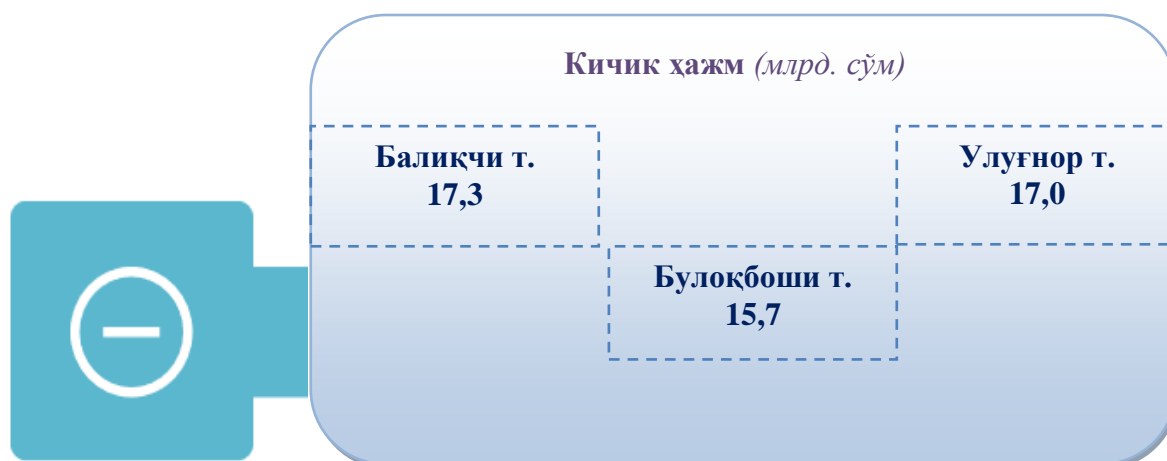 Кичик ҳажм (млрд. сўм)
Балиқчи т.
17,3
Улуғнор т.
17,0
Булоқбоши т.
15,7